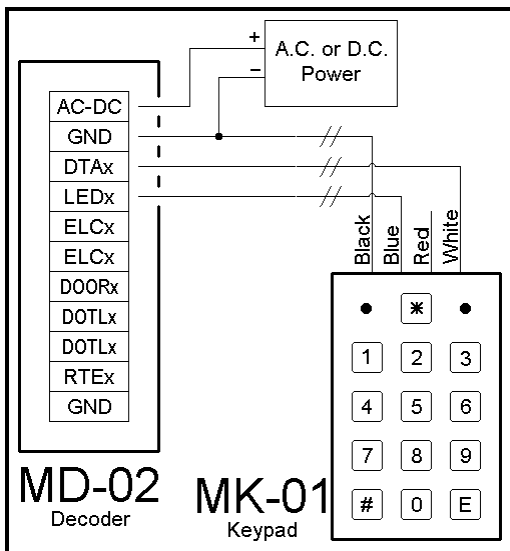 +
A.C. or D.C.
Power
−
AC-DC
GND
DTAx
LEDx
ELCx
ELCx
DOORx
DOTLx
DOTLx
RTEx
GND
MD-02
Decoder
Black
Blue
Red
White
*
1 2 3
4 5 6
7 8 9
# 0 E
MK-01
Keypad